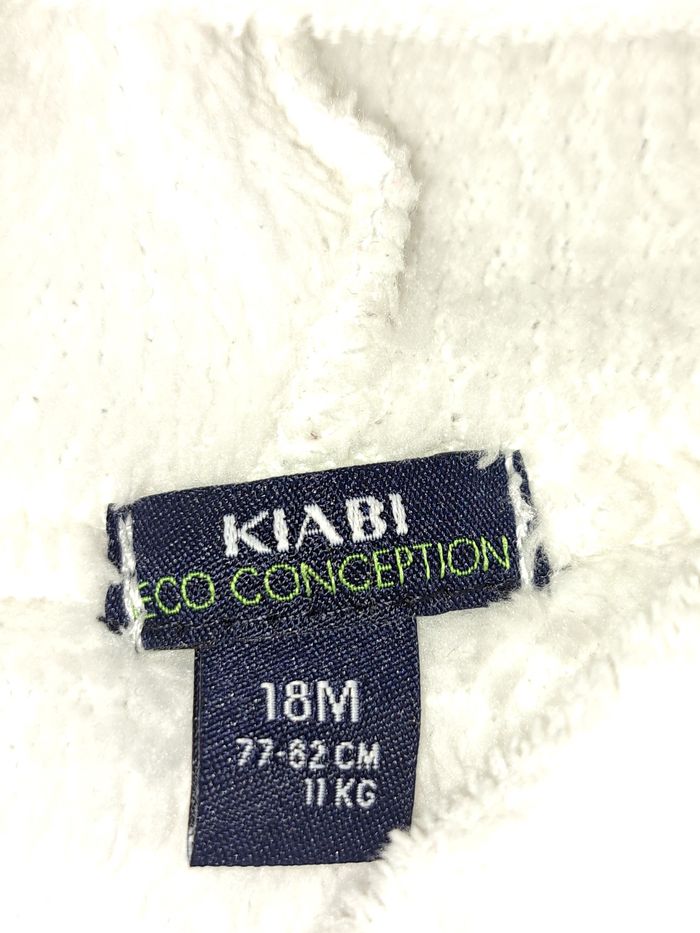 KIABI
ECO CONCEPTION
18M
77-82 CM
11 KG